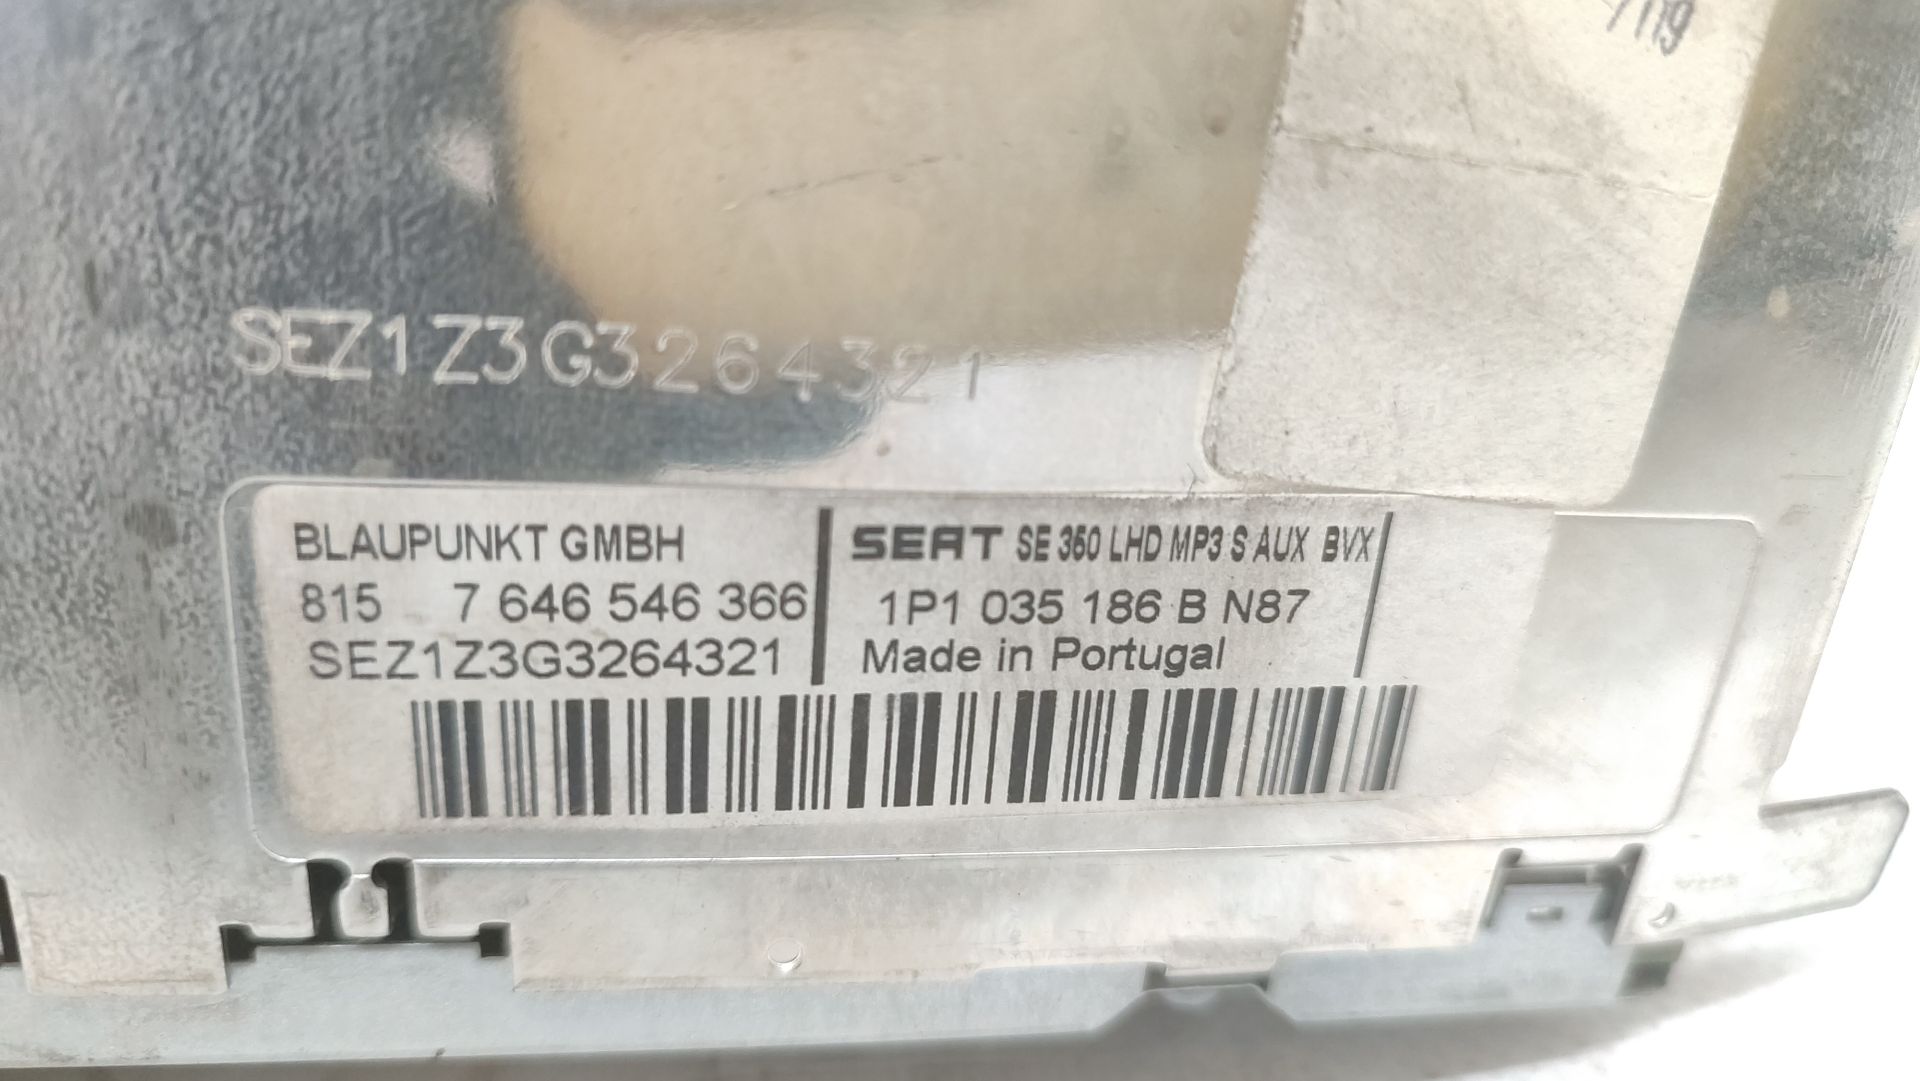 SEZ1Z3G3264321
BLAUPUNKT GMBH
815 7 646 546 366
SEZ1Z3G3264321
SEAT SE 350 LHD MP3 S AUX BVX
1P1 035 186 B N87
Made in Portugal